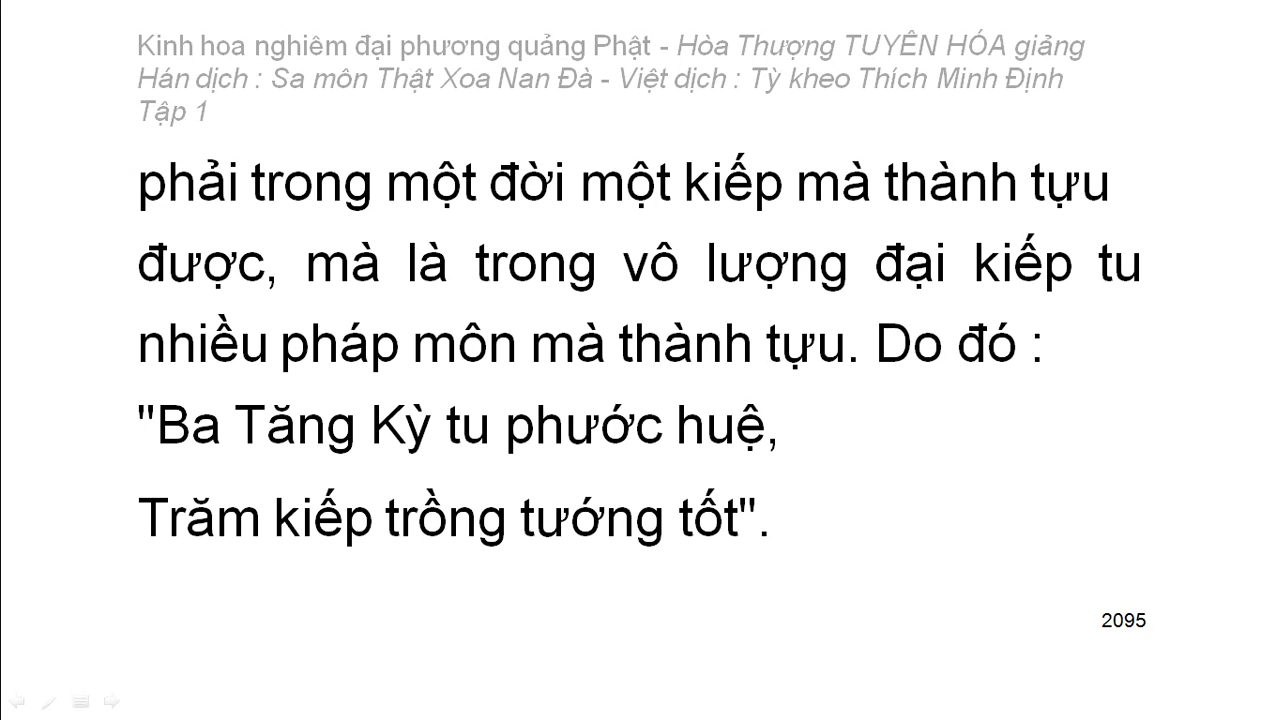 Kinh hoa nghiêm đại phương quảng Phật - Hòa Thượng TUYÊN HÓA giảng
Hán dịch : Sa môn Thật Xoa Nan Đà - Việt dịch : Tỳ kheo Thích Minh Định
Tập 1
phải trong một đời một kiếp mà thành tựu
được, mà là trong vô lượng đại kiếp tu
nhiều pháp môn mà thành tựu. Do đó :
"Ba Tăng Kỳ tu phước huệ,
Trăm kiếp trồng tướng tốt".
2095